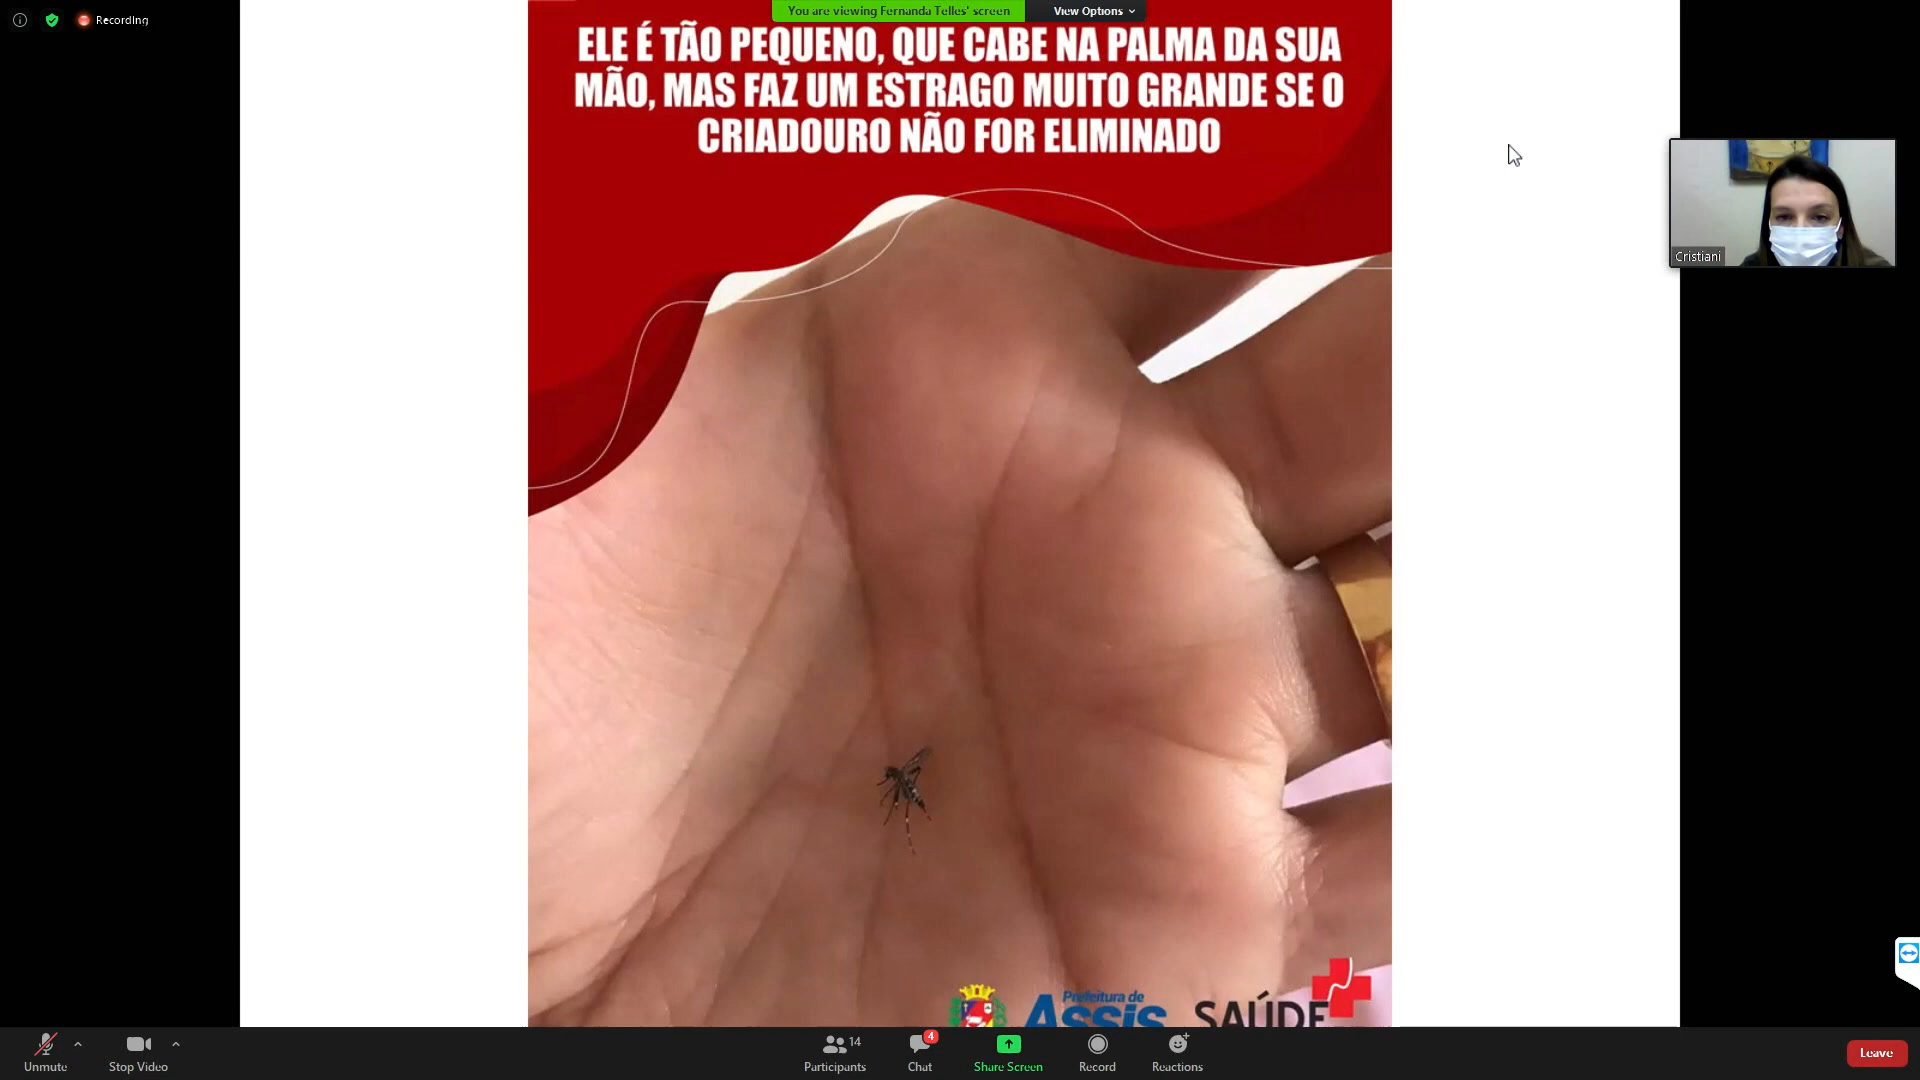 Recording
You are viewing Fernanda Telles' screen
View Options
ELE É TÃO PEQUENO, QUE CABE NA PALMA DA SUA
MÃO, MAS FAZ UM ESTRAGO MUITO GRANDE SE O
CRIADOURO NÃO FOR ELIMINADO
Cristiani
Prefeitura de
Assis
SAÚDE
Unmute
Stop Video
Participants
14
Chat
4
Share Screen
Record
Reactions
Leave